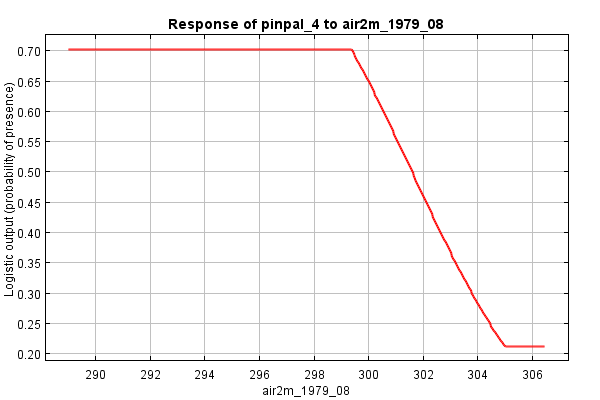 Response of pinpal_4 to air2m_1979_08
Logistic output (probability of presence)
0.70
0.65
0.60
0.55
0.50
0.45
0.40
0.35
0.30
0.25
0.20
290 292 294 296 298 300 302 304 306
air2m_1979_08